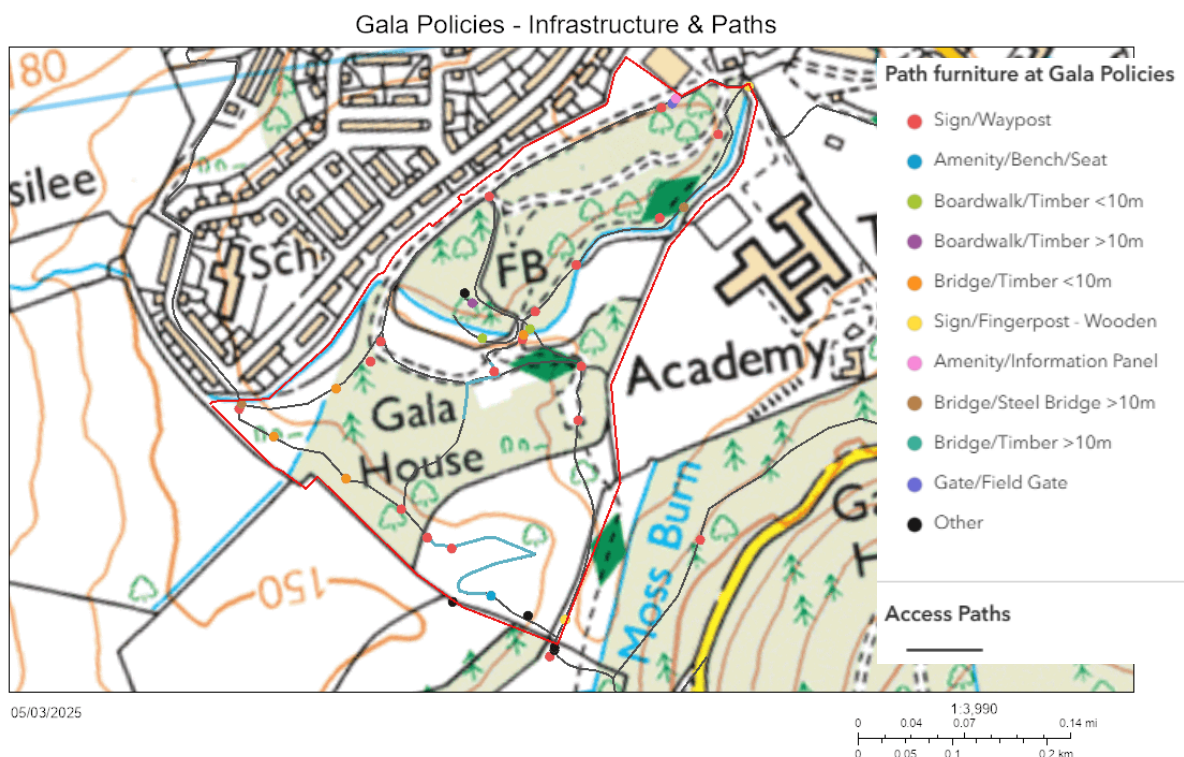 Gala Policies - Infrastructure & Paths
180
silee
Sch
FB
Academy
Gala
House
Moss Burn
150
Ga
H
Path furniture at Gala Policies
Sign/Waypost
Amenity/Bench/Seat
Boardwalk/Timber <10m
Boardwalk/Timber >10m
Bridge/Timber <10m
Sign/Fingerpost - Wooden
Amenity/Information Panel
Bridge/Steel Bridge >10m
Bridge/Timber >10m
Gate/Field Gate
Other
Access Paths
05/03/2025
1:3,990
0 0.04 0.07 0.14 mi
0 0.05 0.1 0.2 km